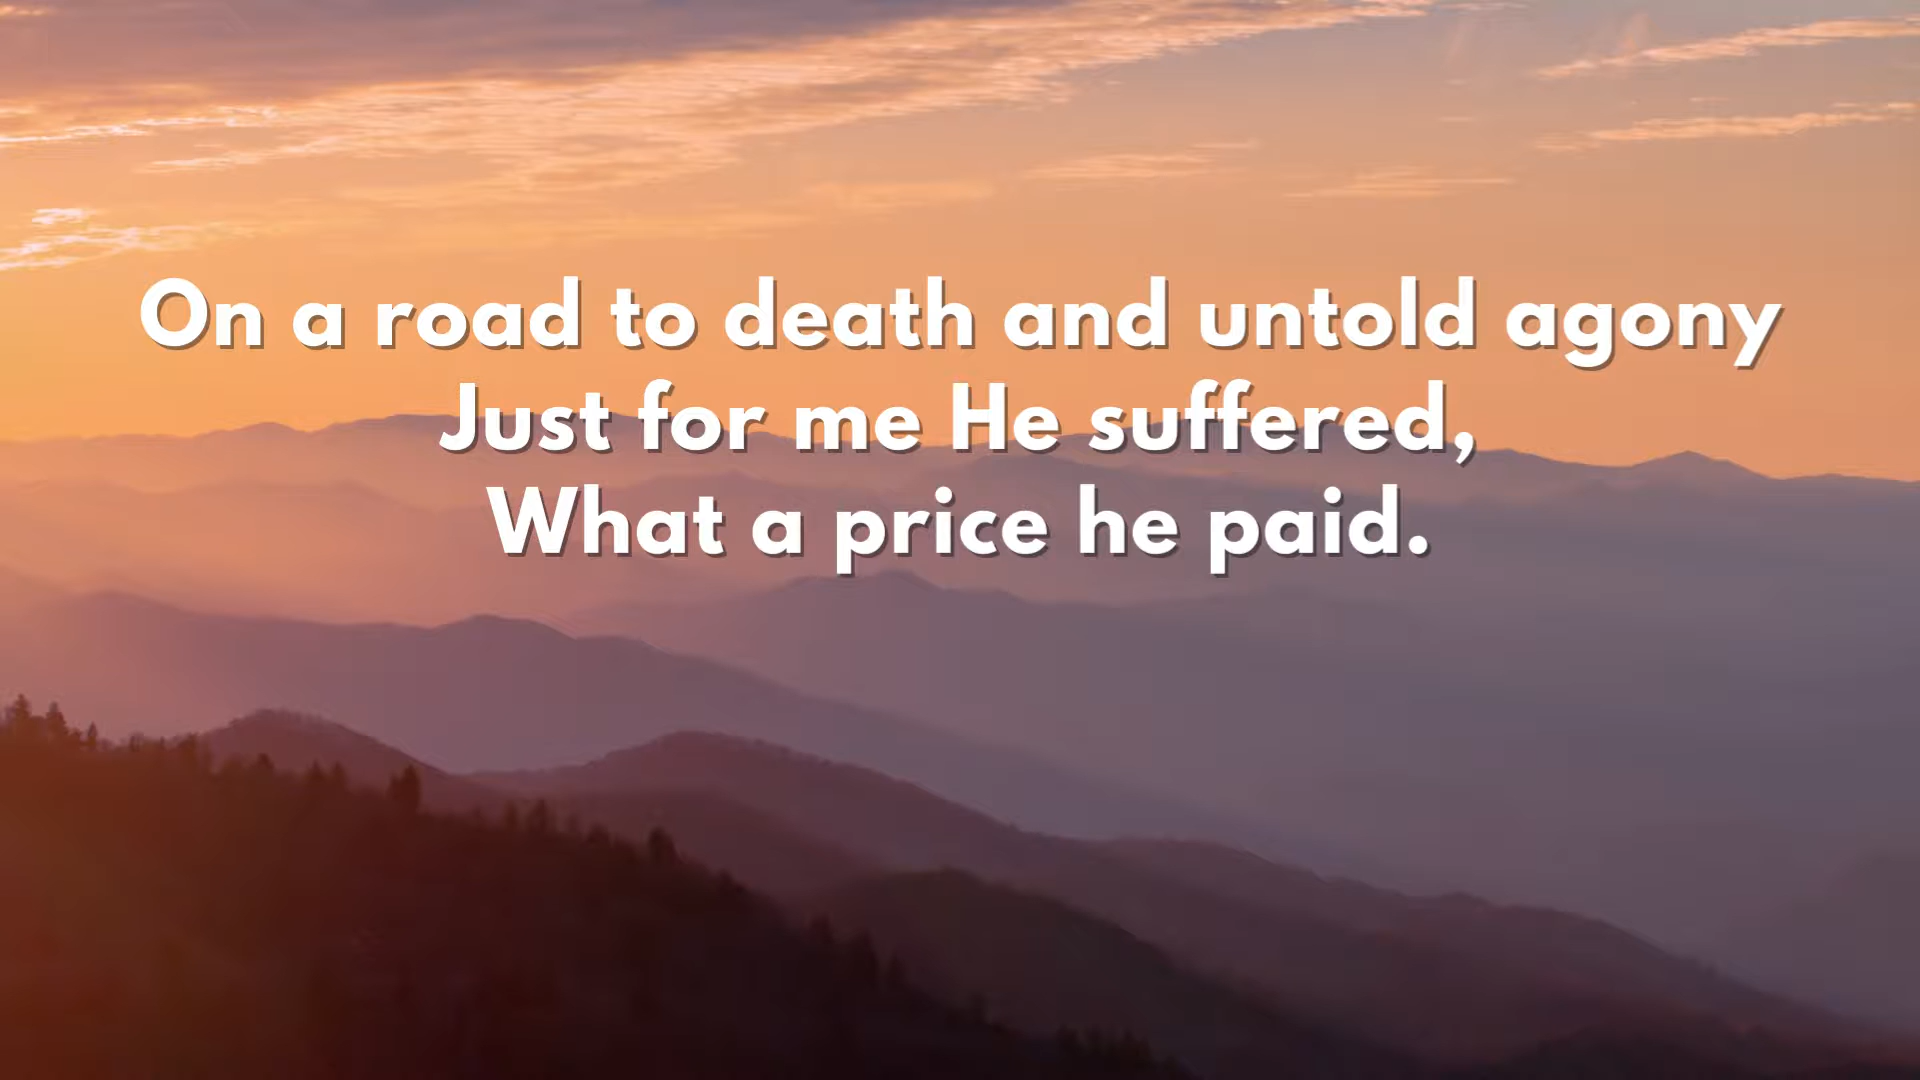 On a road to death and untold agony
Just for me He suffered,
What a price he paid.